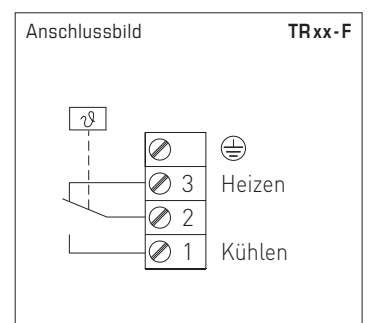 Anschlussbild TRxx-F
ϑ
3 Heizen
2
1 Kühlen